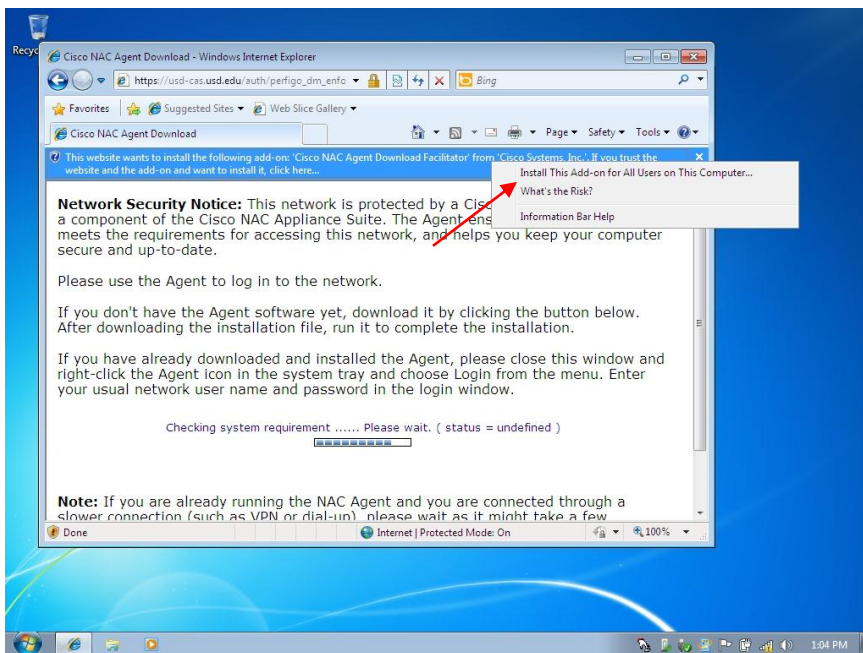 Recyc
Cisco NAC Agent Download - Windows Internet Explorer
https://usd-cas.usd.edu/auth/perfigo_dm_enfo
Bing
Favorites Suggested Sites Web Slice Gallery
Cisco NAC Agent Download Page Safety Tools
This website wants to install the following add-on: 'Cisco NAC Agent Download Facilitator' from 'Cisco Systems, Inc.'. If you trust the
website and the add-on and want to install it, click here...
Install This Add-on for All Users on This Computer...
What's the Risk?
Information Bar Help
Network Security Notice: This network is protected by a Cisc
a component of the Cisco NAC Appliance Suite. The Agent ens
meets the requirements for accessing this network, and helps you keep your computer
secure and up-to-date.
Please use the Agent to log in to the network.
If you don't have the Agent software yet, download it by clicking the button below.
After downloading the installation file, run it to complete the installation.
If you have already downloaded and installed the Agent, please close this window and
right-click the Agent icon in the system tray and choose Login from the menu. Enter
your usual network user name and password in the login window.
Checking system requirement ...... Please wait. ( status = undefined )
Note: If you are already running the NAC Agent and you are connected through a
slower connection (such as VPN or dial-up), please wait as it might take a few
Done Internet | Protected Mode: On 100%
1:04 PM